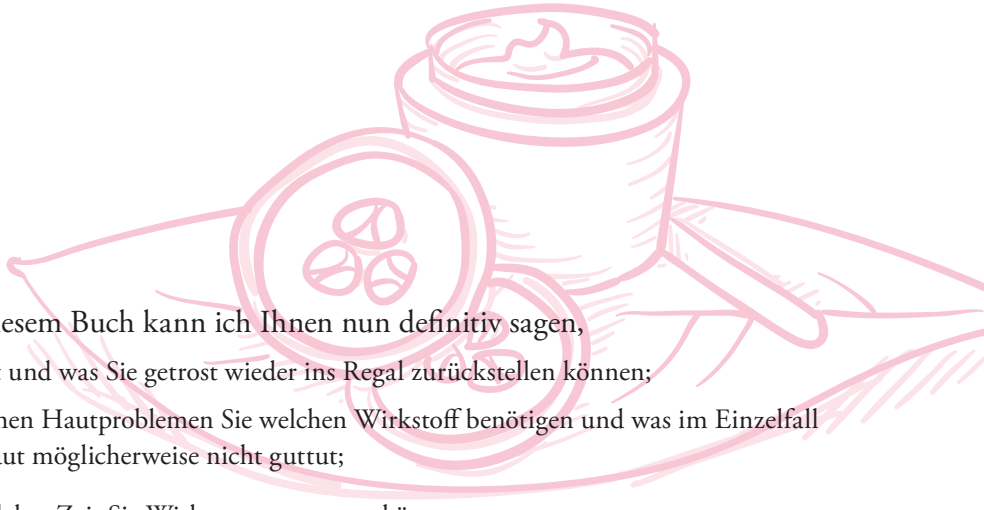 esem Buch kann ich Ihnen nun definitiv sagen,
und was Sie getrost wieder ins Regal zurückstellen können;
nen Hautproblemen Sie welchen Wirkstoff benötigen und was im Einzelfall
aut möglicherweise nicht guttut;